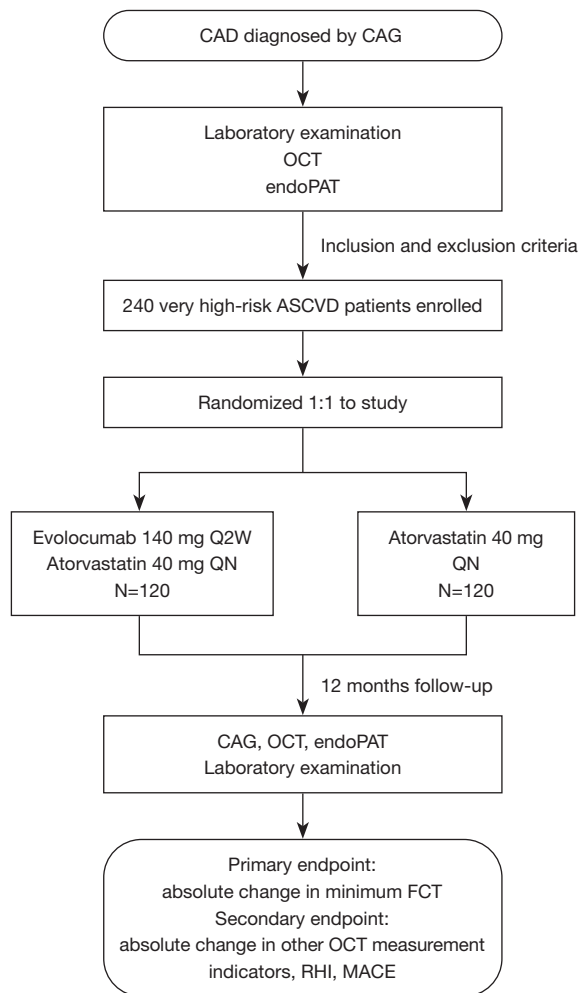 CAD diagnosed by CAG
Laboratory examination
OCT
endoPAT
Inclusion and exclusion criteria
240 very high-risk ASCVD patients enrolled
Randomized 1:1 to study
Evolocumab 140 mg Q2W
Atorvastatin 40 mg QN
N=120
Atorvastatin 40 mg
QN
N=120
12 months follow-up
CAG, OCT, endoPAT
Laboratory examination
Primary endpoint:
absolute change in minimum FCT
Secondary endpoint:
absolute change in other OCT measurement
indicators, RHI, MACE